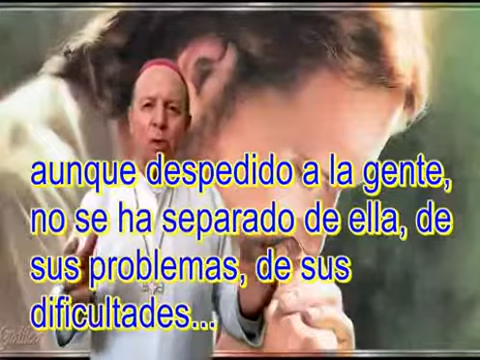 aunque despedido a la gente,
no se ha separado de ella, de
sus problemas, de sus
dificultades...